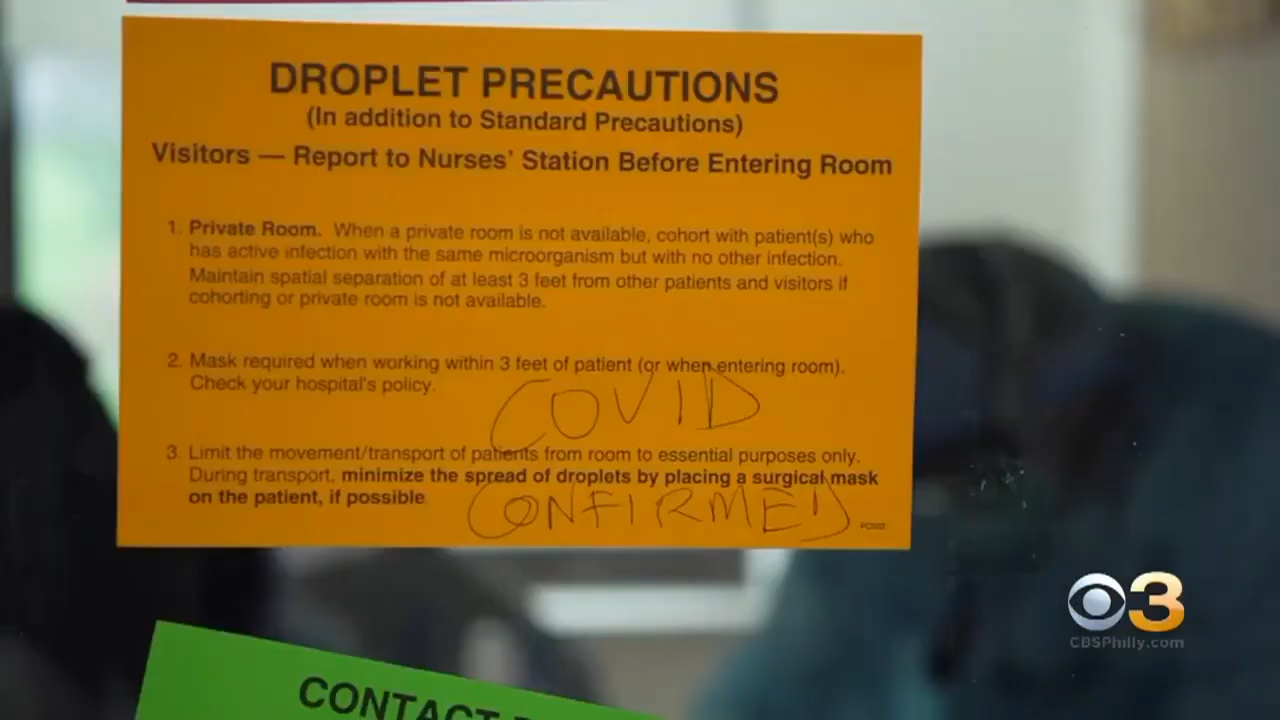 DROPLET PRECAUTIONS
(In addition to Standard Precautions)
Visitors — Report to Nurses' Station Before Entering Room
1. Private Room. When a private room is not available, cohort with patient(s) who
has active infection with the same microorganism but with no other infection.
Maintain spatial separation of at least 3 feet from other patients and visitors if
cohorting or private room is not available.
2. Mask required when working within 3 feet of patient (or when entering room).
Check your hospital's policy.
COVID
3. Limit the movement/transport of patients from room to essential purposes only.
During transport, minimize the spread of droplets by placing a surgical mask
on the patient, if possible
CONFIRMED
3
CBSPhilly.com
CONTACT